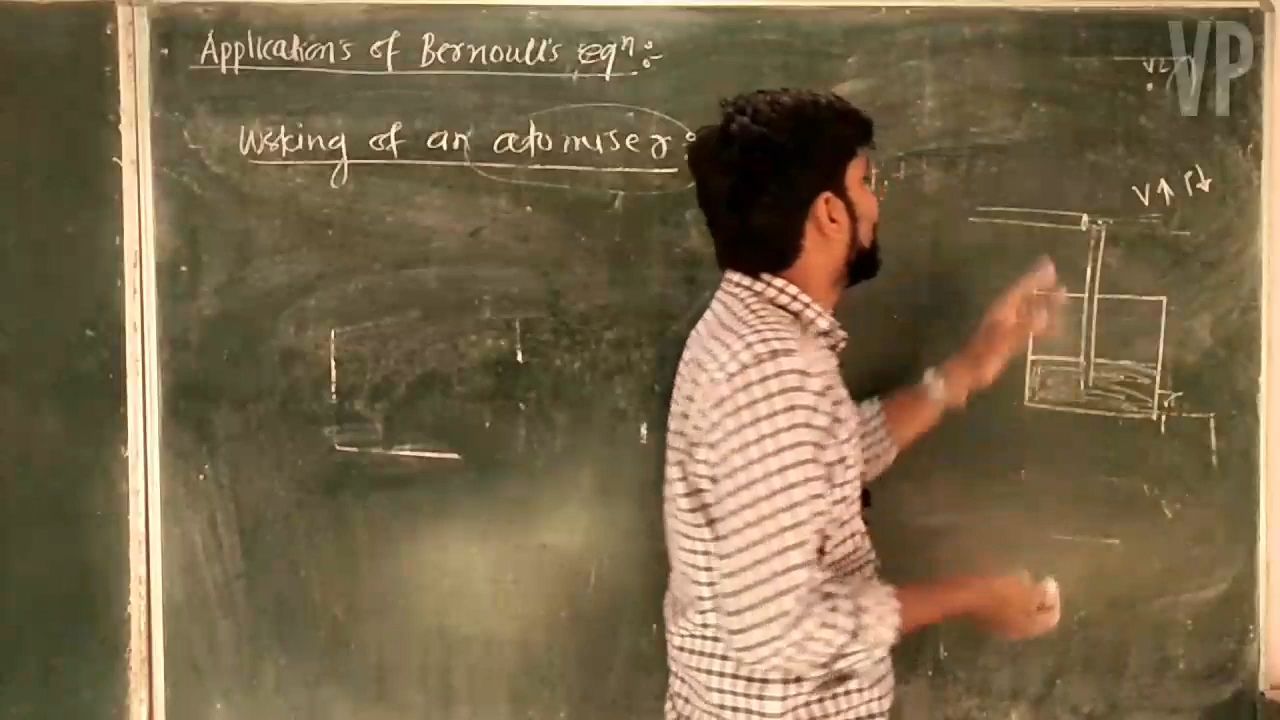 Applications of Bernoulli's eqⁿ :-
Working of an atomiser :
VP
V↑ P↓